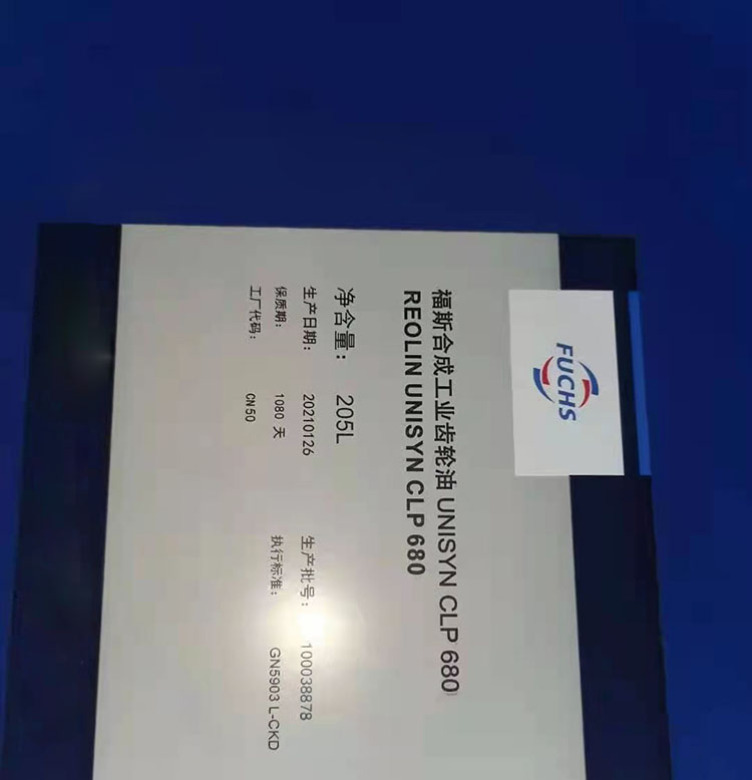 FUCHS
福斯合成工业齿轮油 UNISYN CLP 680
REOLIN UNISYN CLP 680
净含量： 205L
生产日期： 20210126 生产批号： 100038878
保质期： 1080 天 执行标准： GN5903 L-CKD
工厂代码： CN50